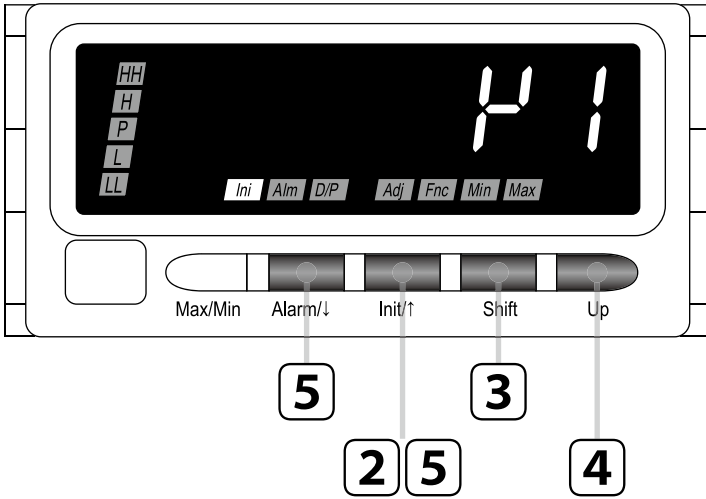 HH
H
P
L
LL
Y1
Ini Alm D/P Adj Fnc Min Max
Max/Min Alarm/↓ Init/↑ Shift Up
5 3
2 5 4